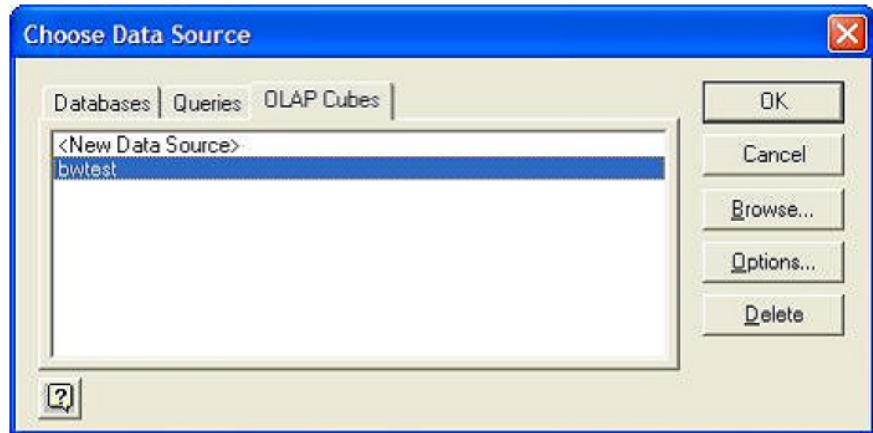 Choose Data Source
Databases Queries OLAP Cubes
<New Data Source>
bwtest
OK
Cancel
Browse...
Options...
Delete
?